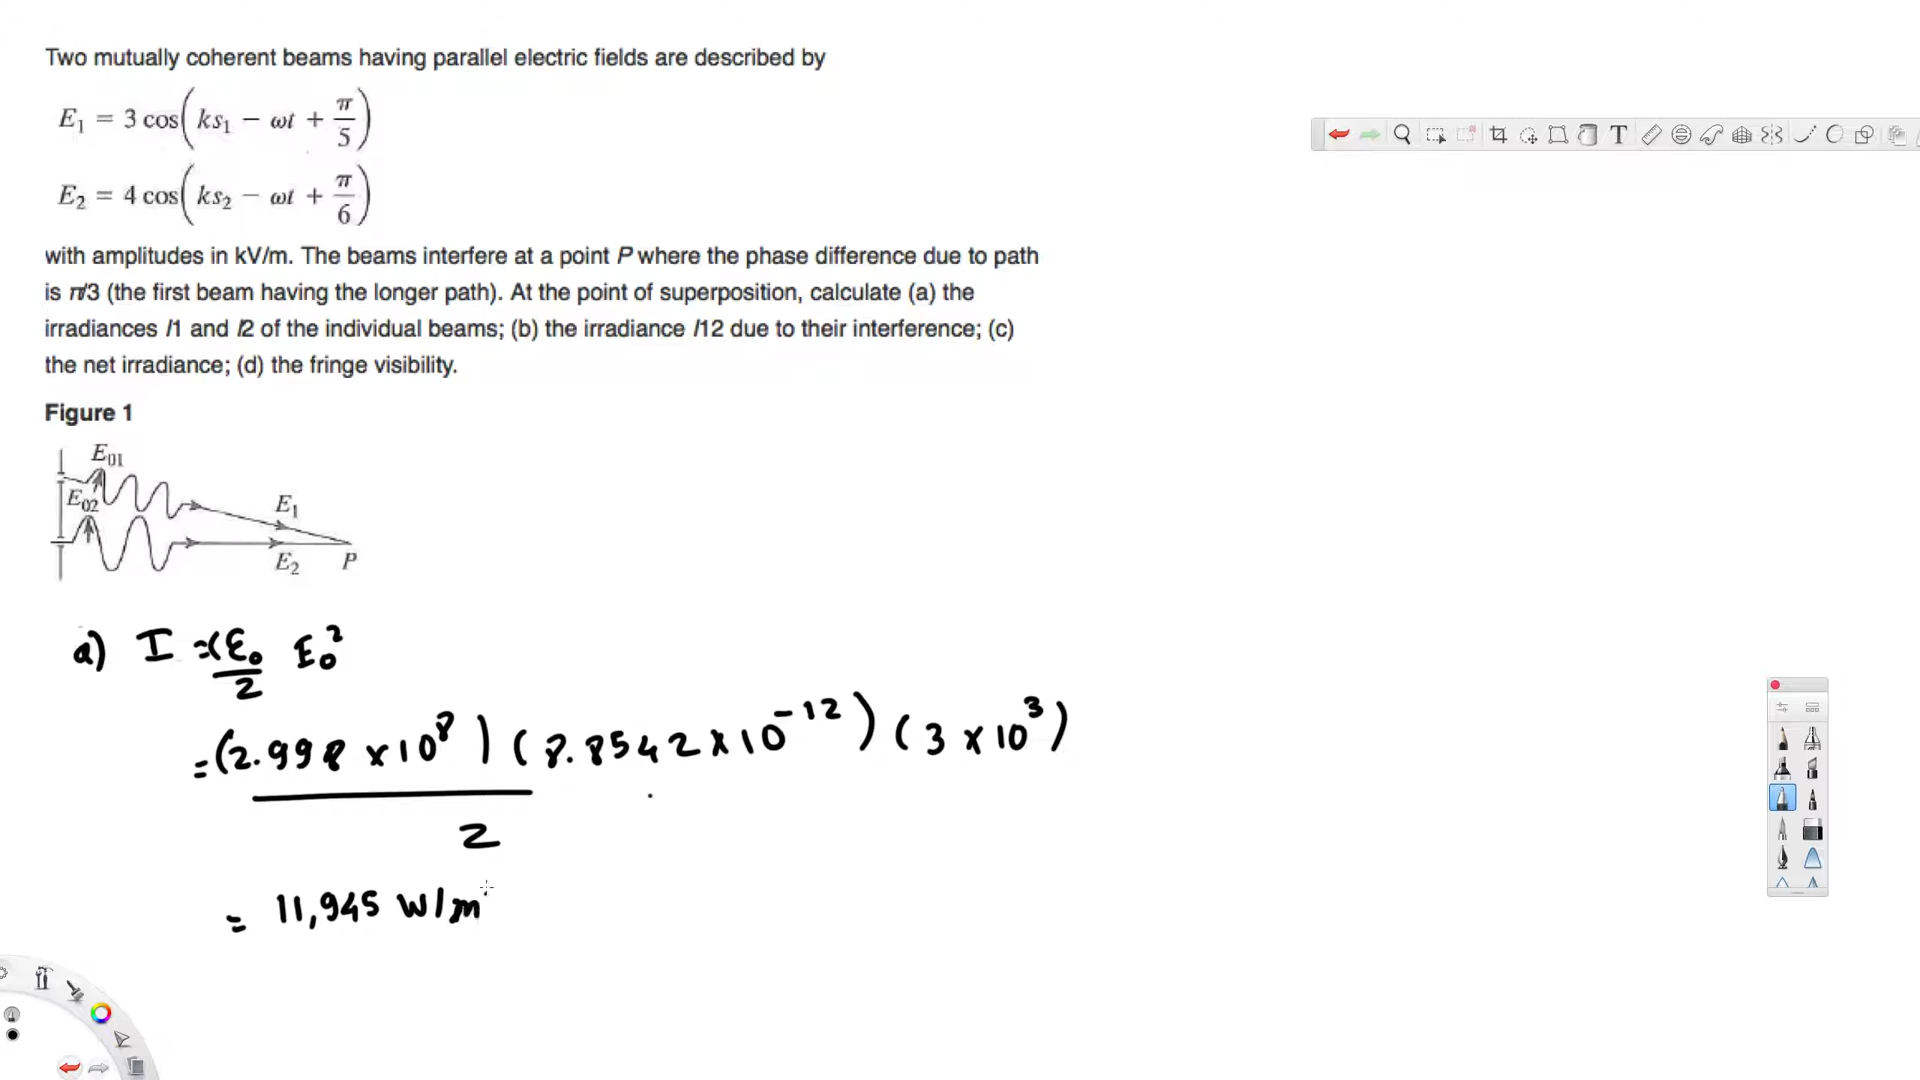 Two mutually coherent beams having parallel electric fields are described by
E₁ = 3 cos(ks₁ − ωt + π/5)
E₂ = 4 cos(ks₂ − ωt + π/6)
with amplitudes in kV/m. The beams interfere at a point P where the phase difference due to path
is π/3 (the first beam having the longer path). At the point of superposition, calculate (a) the
irradiances I1 and I2 of the individual beams; (b) the irradiance I12 due to their interference; (c)
the net irradiance; (d) the fringe visibility.
Figure 1
E₀₁
E₀₂
E₁
E₂ P
a) I = cε₀/2 E₀²
= (2.998 × 10⁸) (8.8542 × 10⁻¹²) (3 × 10³)
2
= 11,945 W/m
T